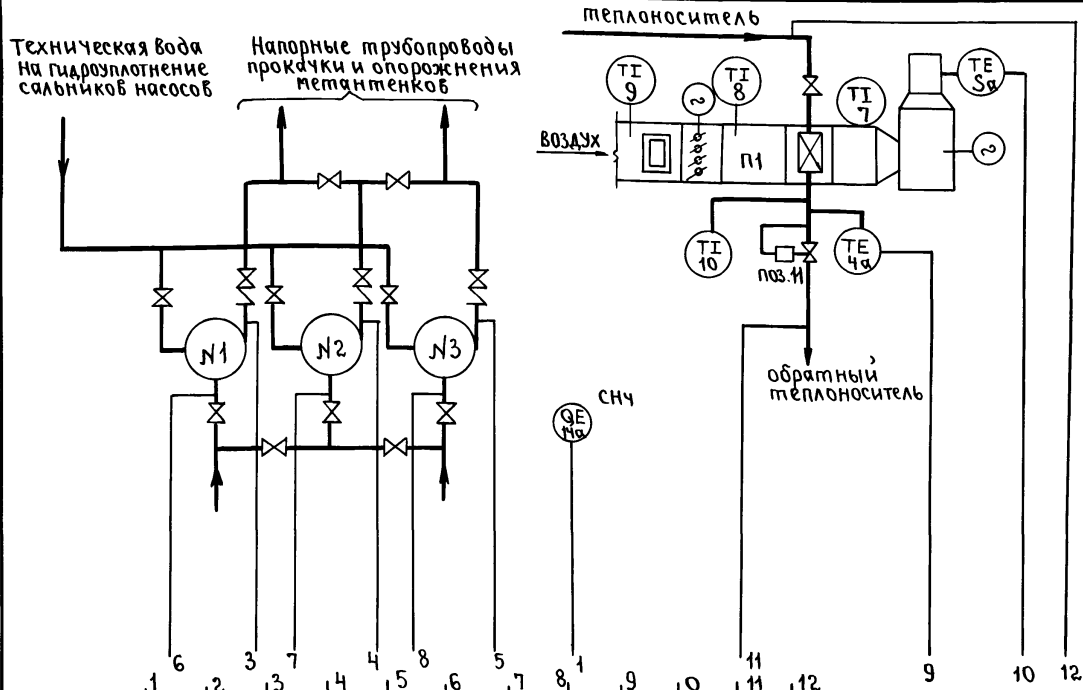 теплоноситель
Техническая вода
на гидроуплотнение
сальников насосов
Напорные трубопроводы
прокачки и опорожнения
метантенков
воздух
TI
9
~
TI
8
П1
TI
7
TE
5а
~
TI
10
поз.11
TE
4а
N1
N2
N3
обратный
теплоноситель
СНЧ
QE
14а
6
3
7
4
8
5
1
11
9
10
12
1
2
3
4
5
6
7
8
9
10
11
12